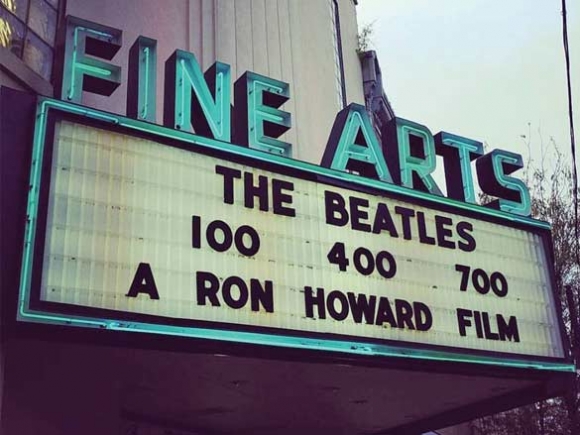 FINE ARTS
THE BEATLES
100 400 700
A RON HOWARD FILM